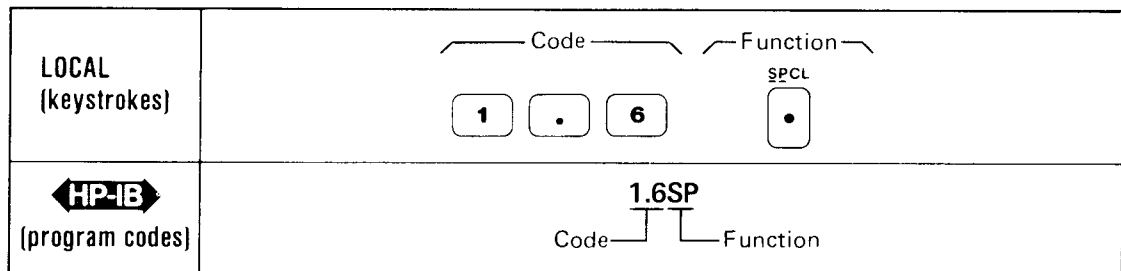 LOCAL
(keystrokes)
Code Function
SPCL
1 . 6 •
HP-IB
(program codes)
1.6SP
Code Function